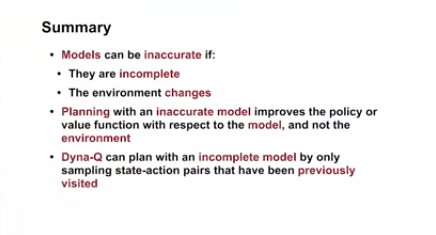 Summary
• Models can be inaccurate if:
• They are incomplete
• The environment changes
• Planning with an inaccurate model improves the policy or
value function with respect to the model, and not the
environment
• Dyna-Q can plan with an incomplete model by only
sampling state-action pairs that have been previously
visited